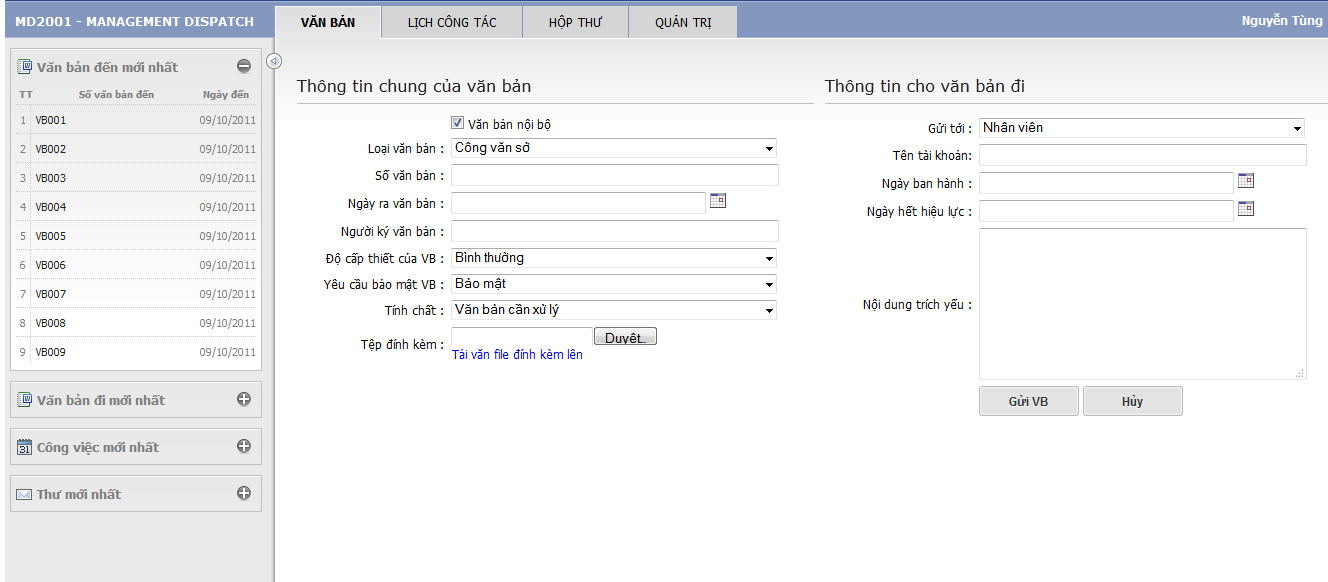 MD2001 - MANAGEMENT DISPATCH
VĂN BẢN
LỊCH CÔNG TÁC
HỘP THƯ
QUẢN TRỊ
Nguyễn Tùng
Văn bản đến mới nhất
TT Số văn bản đến Ngày đến
1 VB001 09/10/2011
2 VB002 09/10/2011
3 VB003 09/10/2011
4 VB004 09/10/2011
5 VB005 09/10/2011
6 VB006 09/10/2011
7 VB007 09/10/2011
8 VB008 09/10/2011
9 VB009 09/10/2011
Văn bản đi mới nhất
31 Công việc mới nhất
Thư mới nhất
Thông tin chung của văn bản
Văn bản nội bộ
Loại văn bản : Công văn sở
Số văn bản :
Ngày ra văn bản :
Người ký văn bản :
Độ cấp thiết của VB : Bình thường
Yêu cầu bảo mật VB : Bảo mật
Tính chất : Văn bản cần xử lý
Tệp đính kèm : Duyệt..
Tải văn file đính kèm lên
Thông tin cho văn bản đi
Gửi tới : Nhân viên
Tên tài khoản:
Ngày ban hành :
Ngày hết hiệu lực :
Nội dung trích yếu :
Gửi VB
Hủy